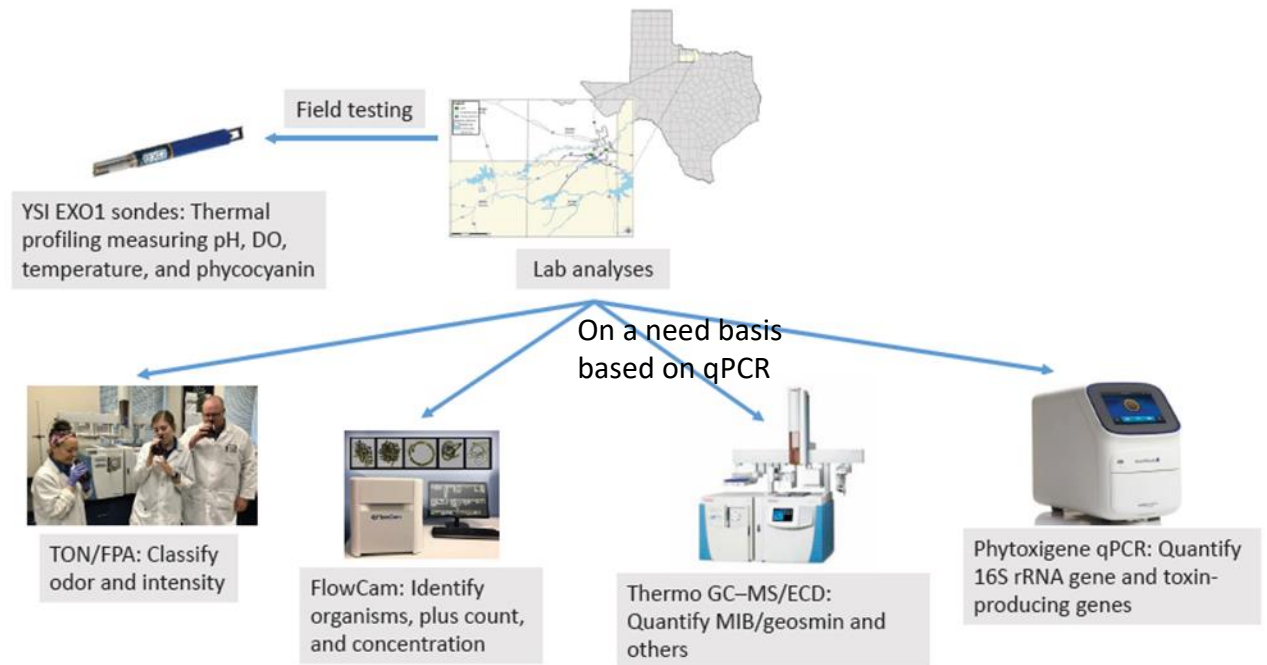 Field testing
YSI EXO1 sondes: Thermal
profiling measuring pH, DO,
temperature, and phycocyanin
Lab analyses
On a need basis
based on qPCR
TON/FPA: Classify
odor and intensity
FlowCam: Identify
organisms, plus count,
and concentration
Thermo GC–MS/ECD:
Quantify MIB/geosmin and
others
Phytoxigene qPCR: Quantify
16S rRNA gene and toxin-
producing genes